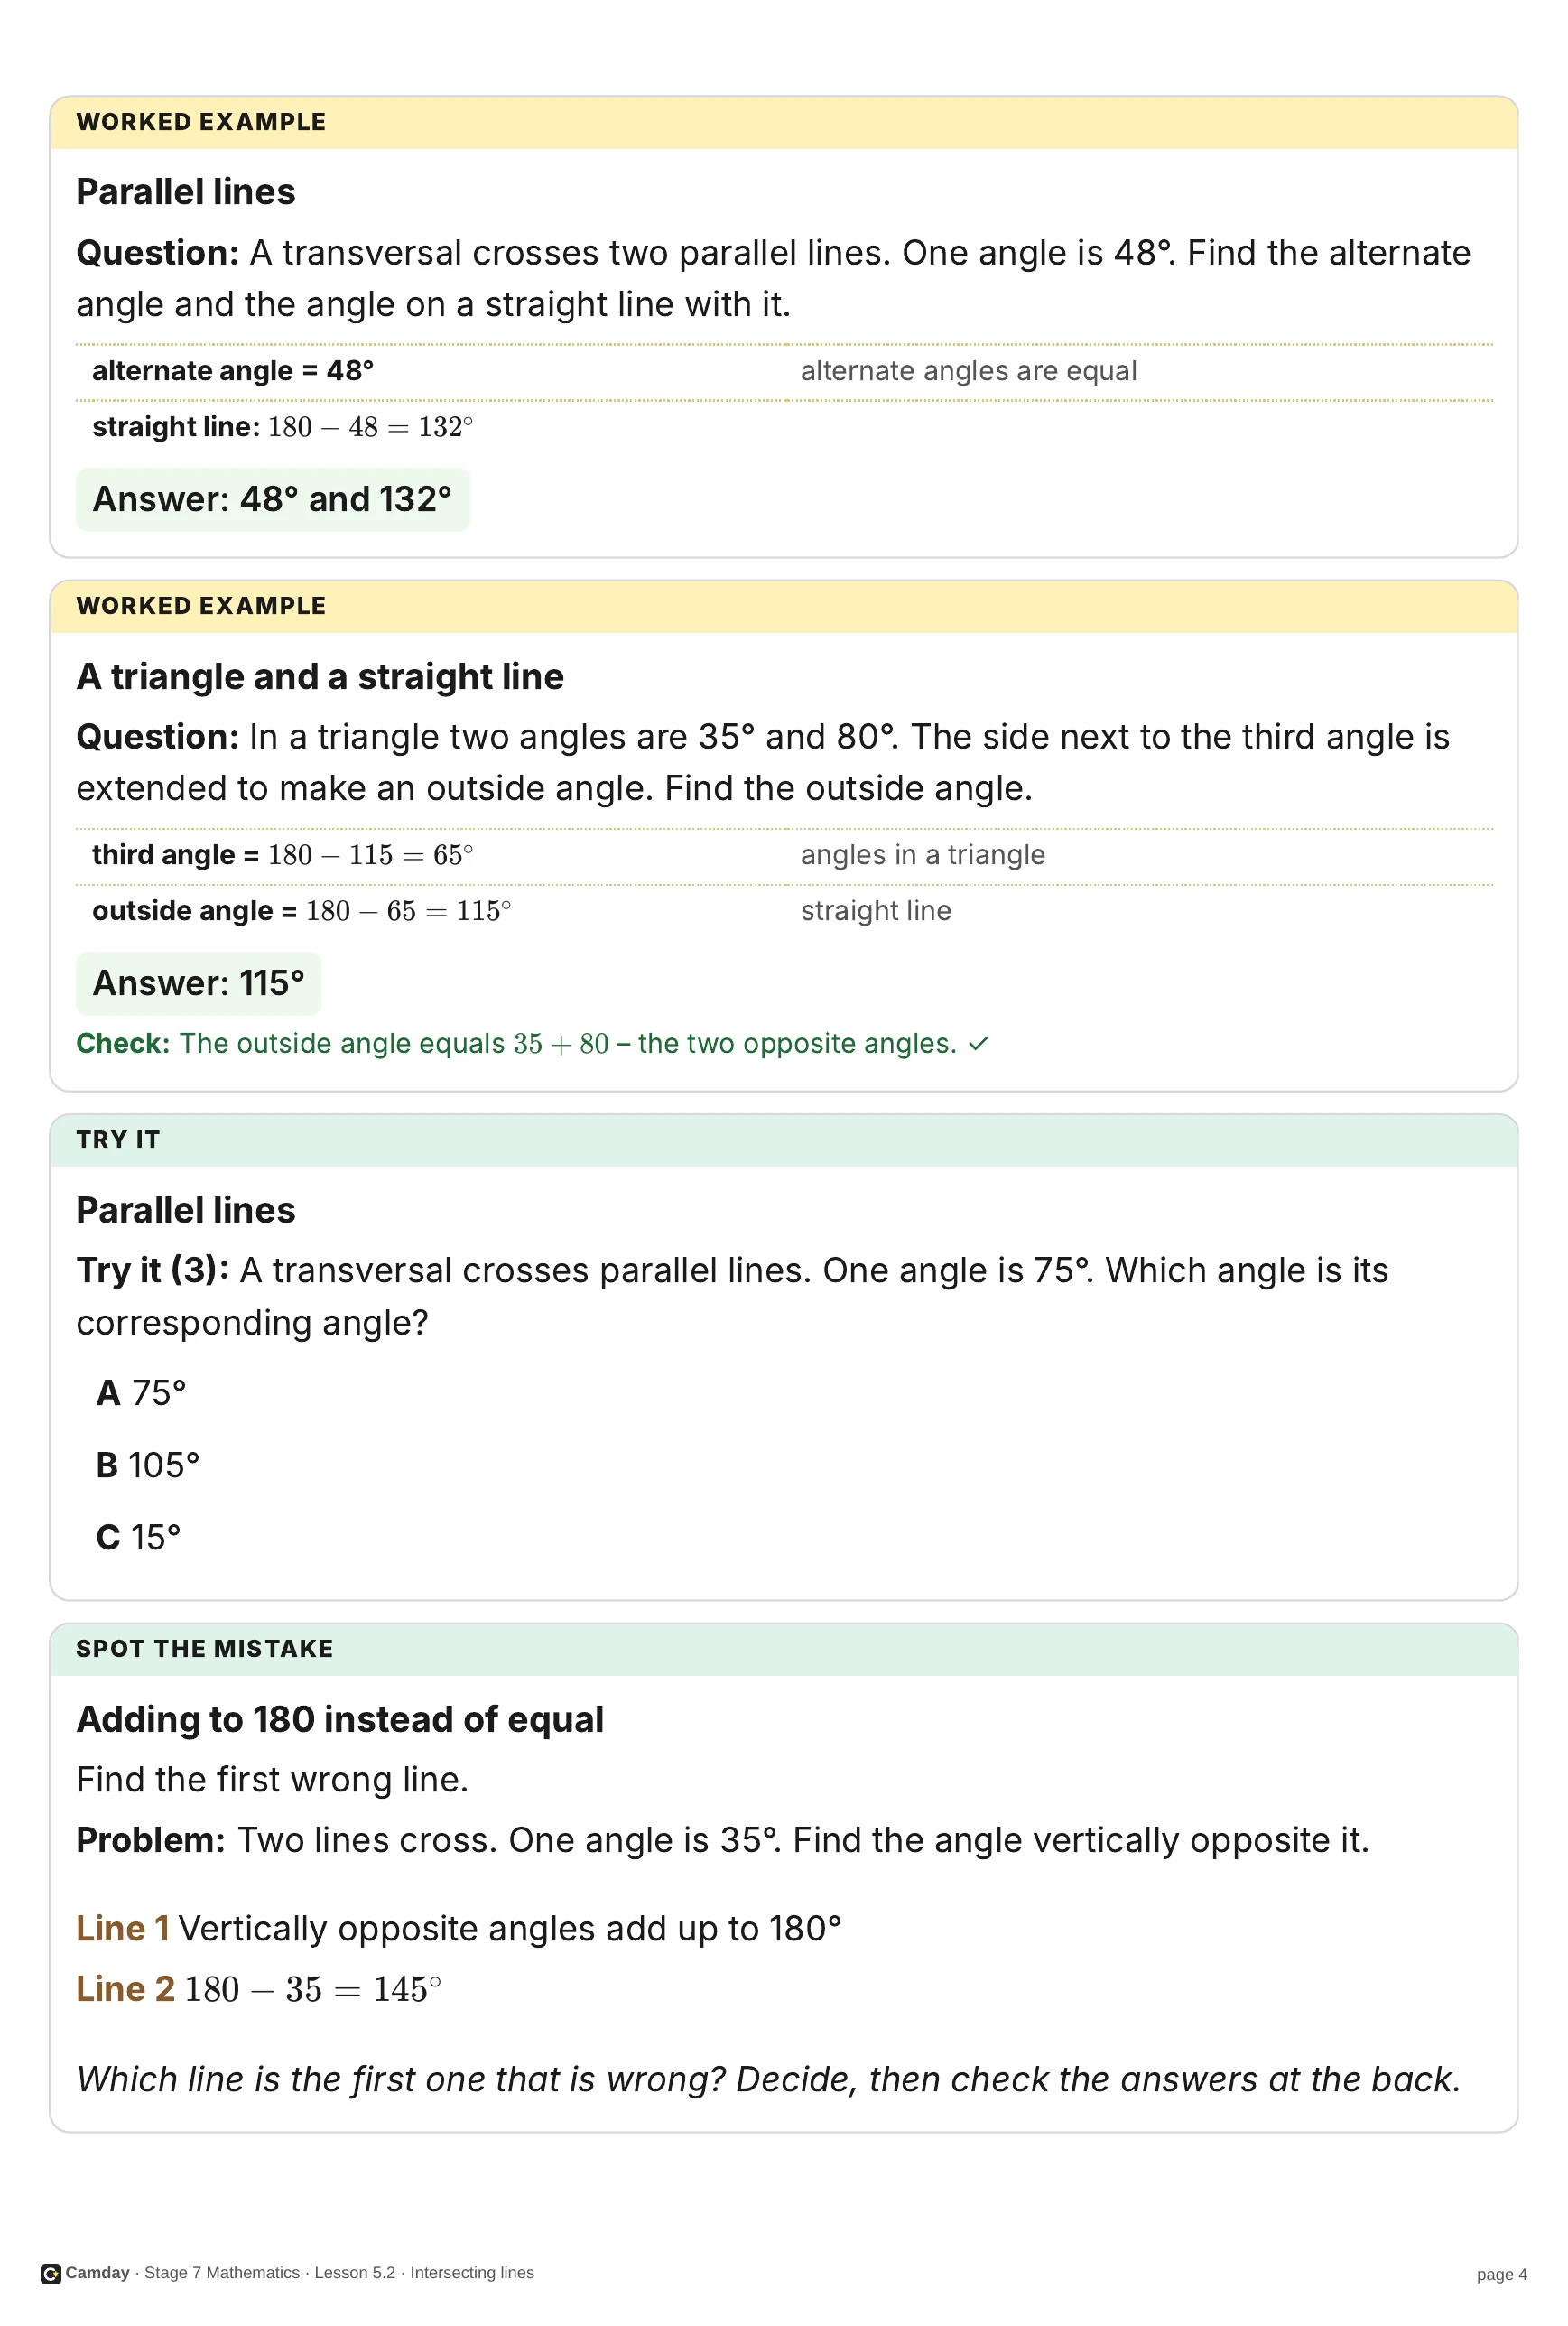 WORKED EXAMPLE
Parallel lines
Question: A transversal crosses two parallel lines. One angle is 48°. Find the alternate
angle and the angle on a straight line with it.
alternate angle = 48° alternate angles are equal
straight line: 180 − 48 = 132°
Answer: 48° and 132°
WORKED EXAMPLE
A triangle and a straight line
Question: In a triangle two angles are 35° and 80°. The side next to the third angle is
extended to make an outside angle. Find the outside angle.
third angle = 180 − 115 = 65° angles in a triangle
outside angle = 180 − 65 = 115° straight line
Answer: 115°
Check: The outside angle equals 35 + 80 – the two opposite angles. ✓
TRY IT
Parallel lines
Try it (3): A transversal crosses parallel lines. One angle is 75°. Which angle is its
corresponding angle?
A 75°
B 105°
C 15°
SPOT THE MISTAKE
Adding to 180 instead of equal
Find the first wrong line.
Problem: Two lines cross. One angle is 35°. Find the angle vertically opposite it.
Line 1 Vertically opposite angles add up to 180°
Line 2 180 − 35 = 145°
Which line is the first one that is wrong? Decide, then check the answers at the back.
Camday · Stage 7 Mathematics · Lesson 5.2 · Intersecting lines page 4